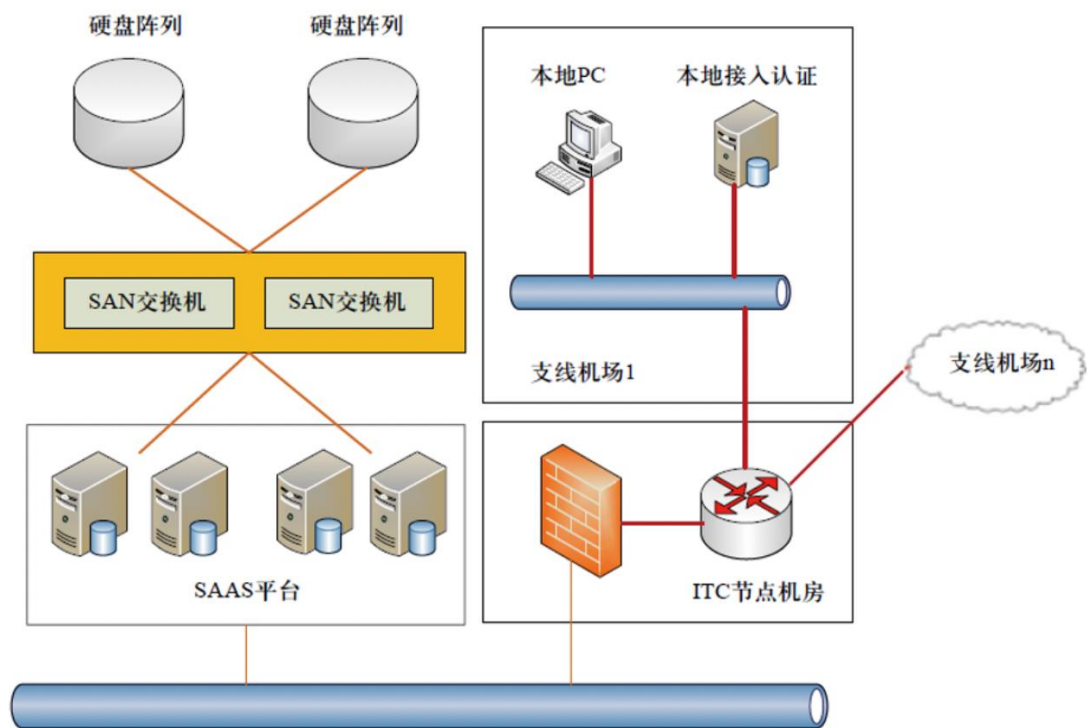 硬盘阵列
硬盘阵列
本地PC
本地接入认证
SAN交换机
SAN交换机
支线机场1
支线机场n
SAAS平台
ITC节点机房